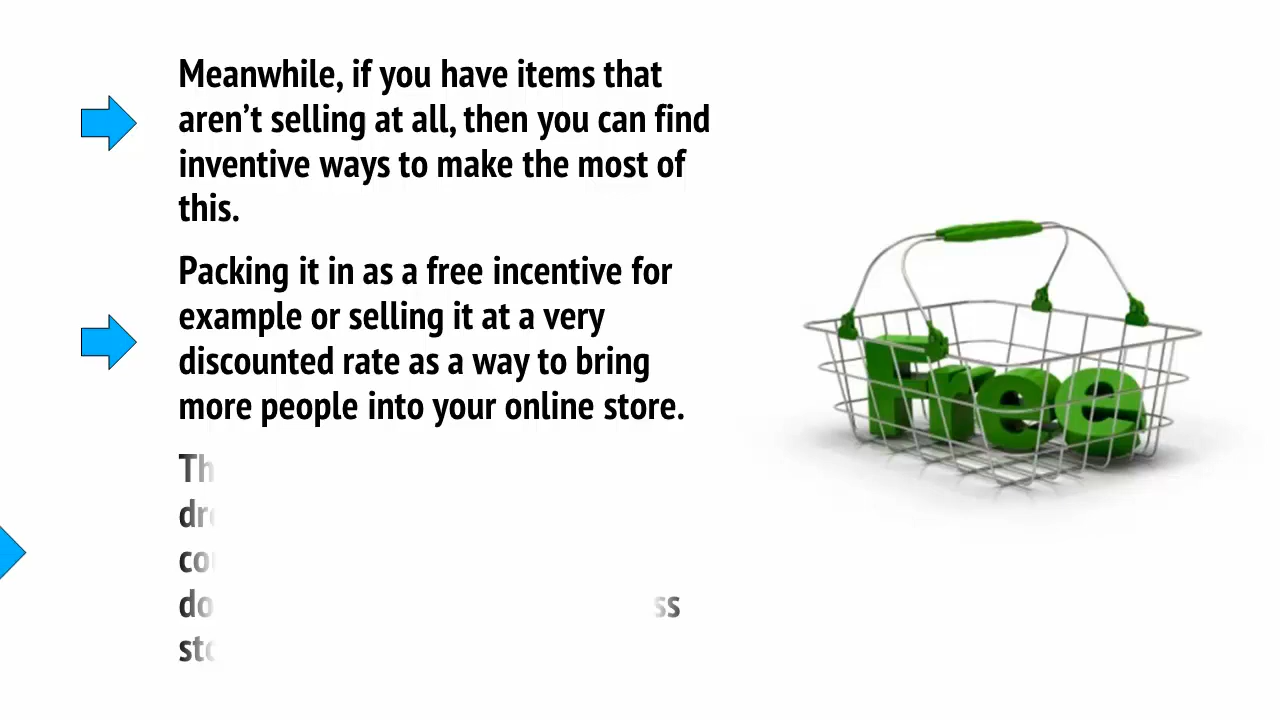 Meanwhile, if you have items that
aren't selling at all, then you can find
inventive ways to make the most of
this.
Packing it in as a free incentive for
example or selling it at a very
discounted rate as a way to bring
more people into your online store.
Free